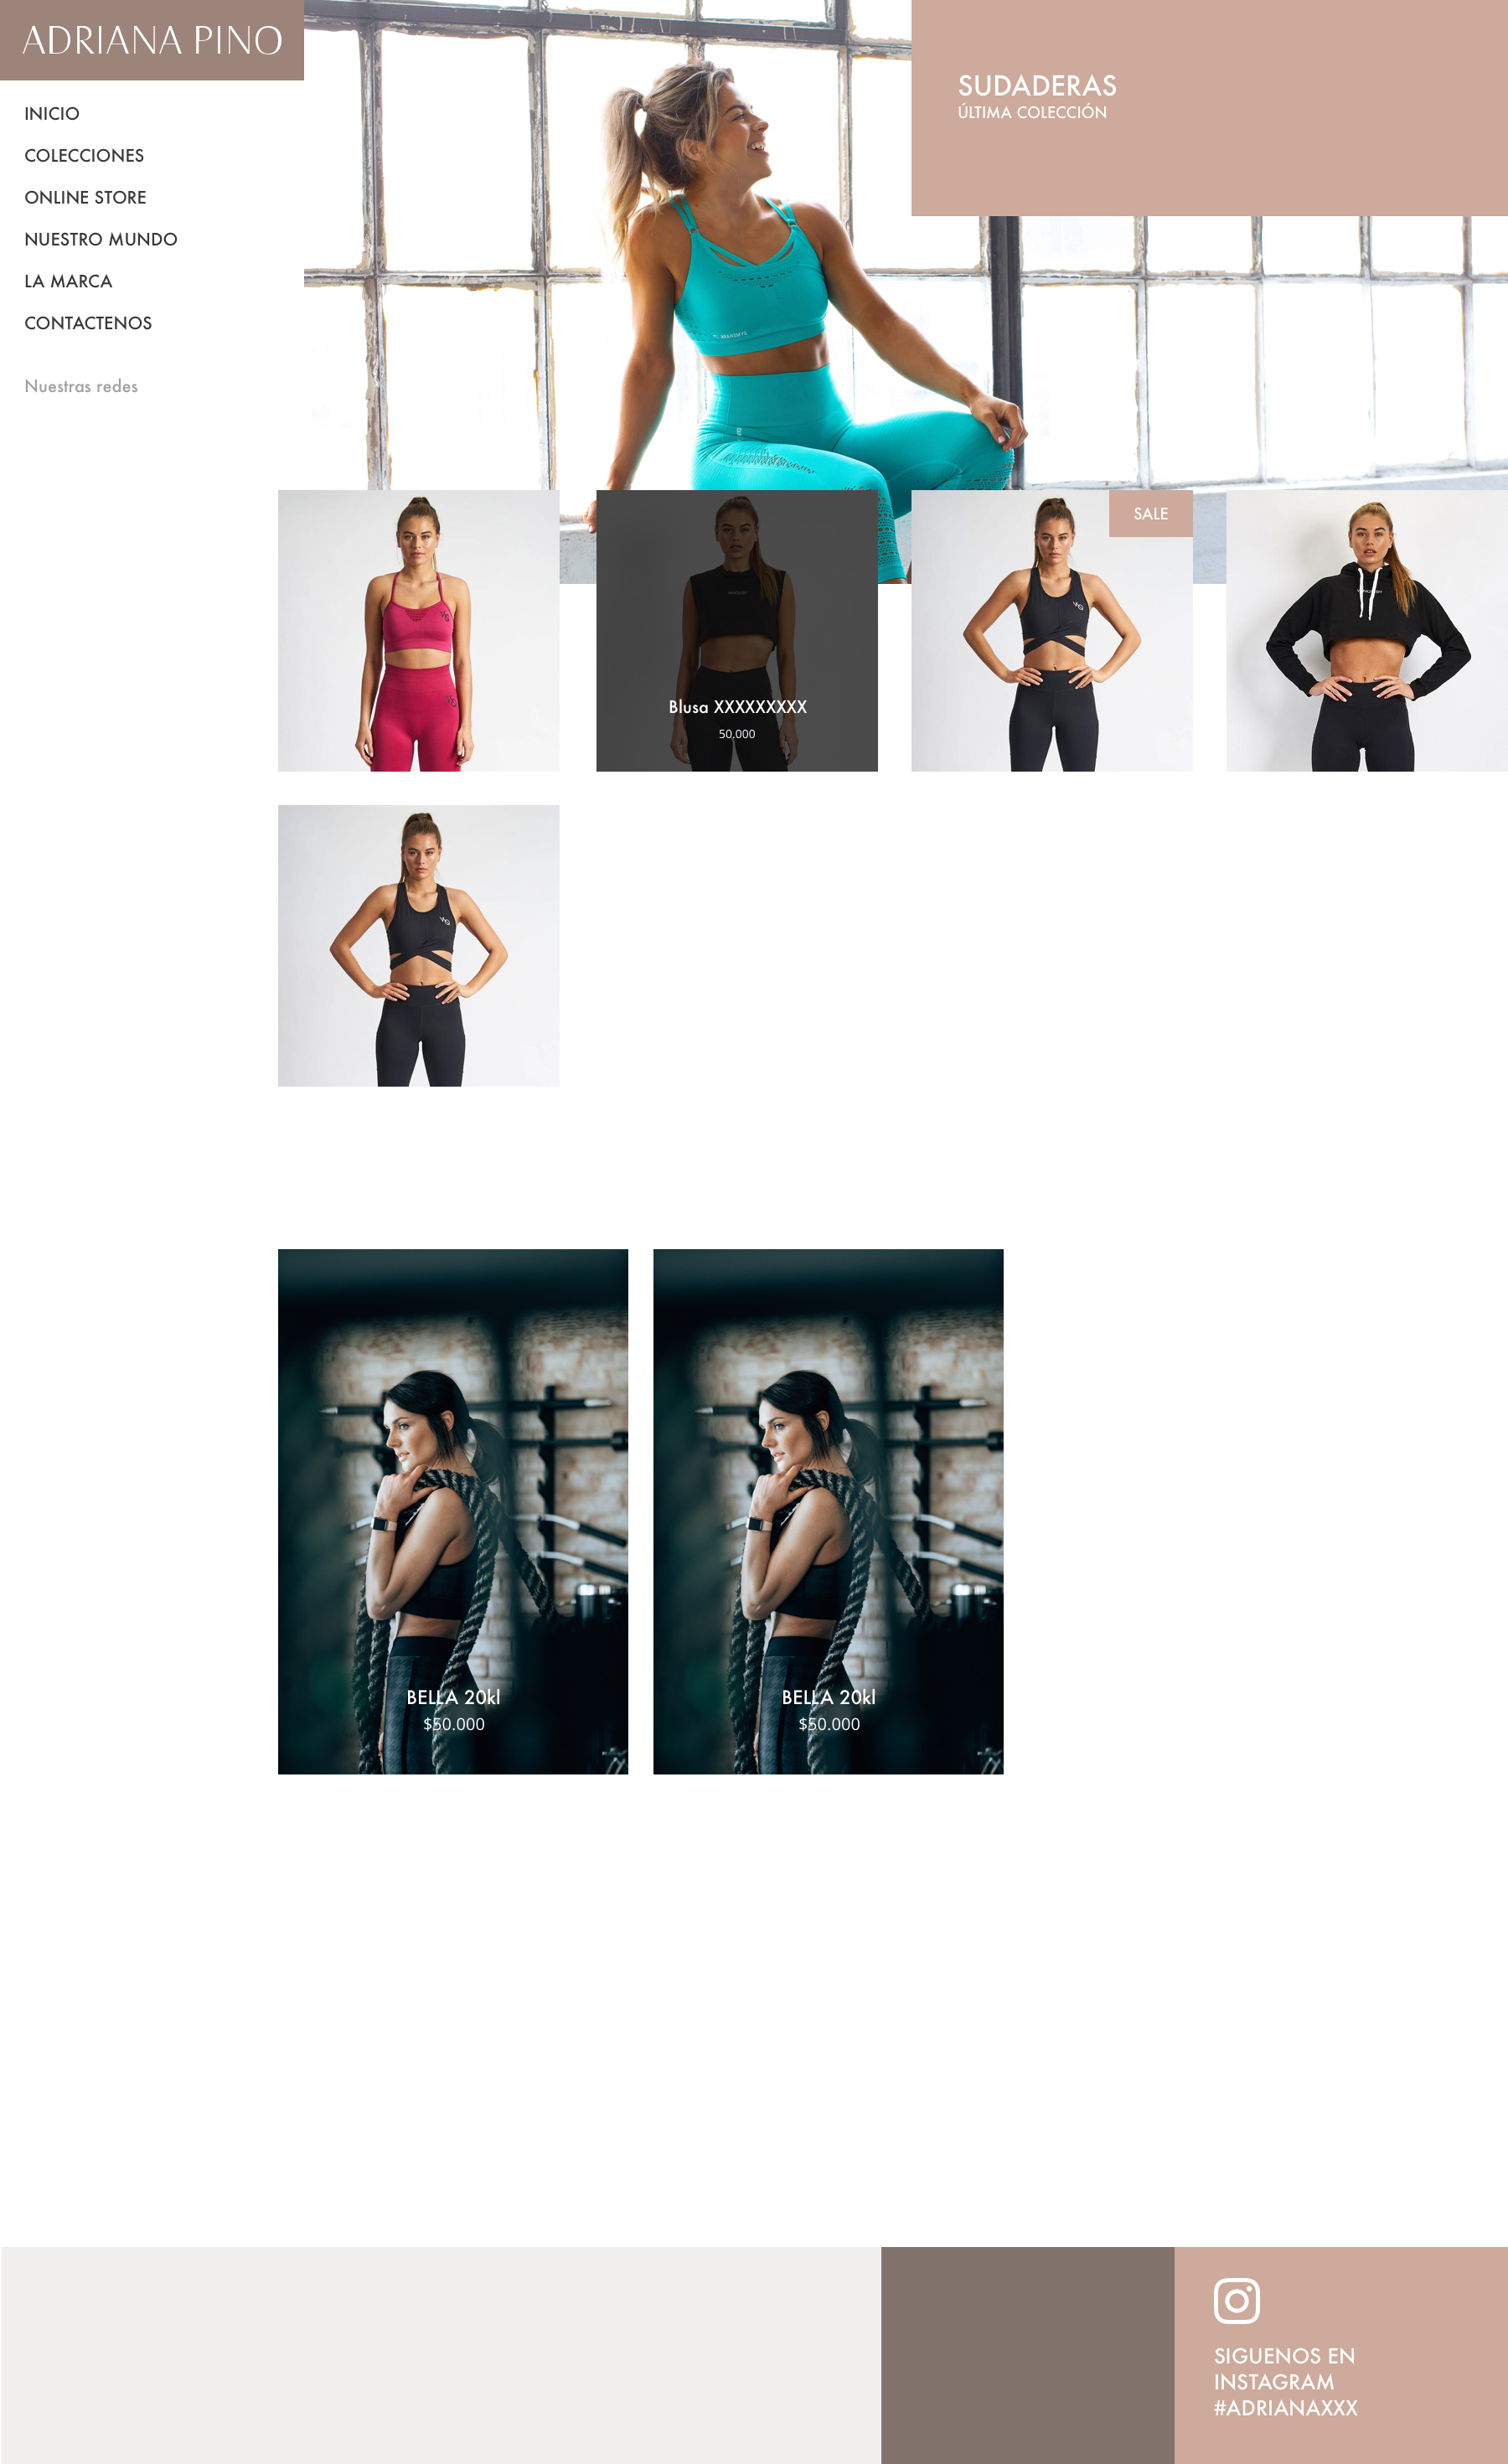 ADRIANA PINO
INICIO
COLECCIONES
ONLINE STORE
NUESTRO MUNDO
LA MARCA
CONTACTENOS
Nuestras redes
SUDADERAS
ÚLTIMA COLECCIÓN
SALE
Blusa XXXXXXXXX
50,000
BELLA 20kl
$50.000
BELLA 20kl
$50.000
SIGUENOS EN
INSTAGRAM
#ADRIANAXXX